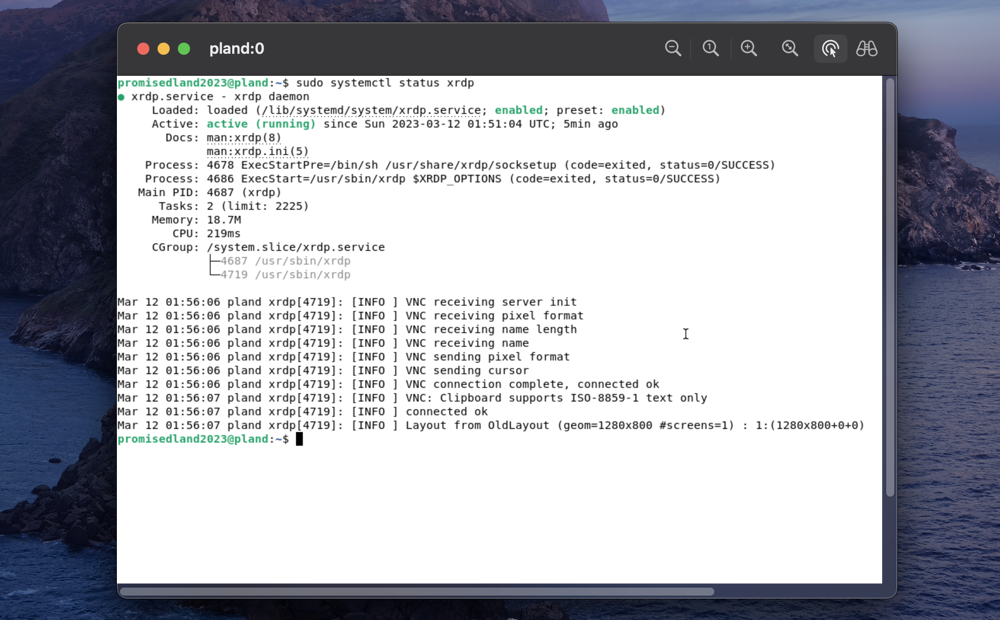 pland:0
promisedland2023@pland:~$ sudo systemctl status xrdp
● xrdp.service - xrdp daemon
     Loaded: loaded (/lib/systemd/system/xrdp.service; enabled; preset: enabled)
     Active: active (running) since Sun 2023-03-12 01:51:04 UTC; 5min ago
       Docs: man:xrdp(8)
             man:xrdp.ini(5)
    Process: 4678 ExecStartPre=/bin/sh /usr/share/xrdp/socksetup (code=exited, status=0/SUCCESS)
    Process: 4686 ExecStart=/usr/sbin/xrdp $XRDP_OPTIONS (code=exited, status=0/SUCCESS)
   Main PID: 4687 (xrdp)
      Tasks: 2 (limit: 2225)
     Memory: 18.7M
        CPU: 219ms
     CGroup: /system.slice/xrdp.service
             ├─4687 /usr/sbin/xrdp
             └─4719 /usr/sbin/xrdp
Mar 12 01:56:06 pland xrdp[4719]: [INFO ] VNC receiving server init
Mar 12 01:56:06 pland xrdp[4719]: [INFO ] VNC receiving pixel format
Mar 12 01:56:06 pland xrdp[4719]: [INFO ] VNC receiving name length
Mar 12 01:56:06 pland xrdp[4719]: [INFO ] VNC receiving name
Mar 12 01:56:06 pland xrdp[4719]: [INFO ] VNC sending pixel format
Mar 12 01:56:06 pland xrdp[4719]: [INFO ] VNC sending cursor
Mar 12 01:56:06 pland xrdp[4719]: [INFO ] VNC connection complete, connected ok
Mar 12 01:56:07 pland xrdp[4719]: [INFO ] VNC: Clipboard supports ISO-8859-1 text only
Mar 12 01:56:07 pland xrdp[4719]: [INFO ] connected ok
Mar 12 01:56:07 pland xrdp[4719]: [INFO ] Layout from OldLayout (geom=1280x800 #screens=1) : 1:(1280x800+0+0)
promisedland2023@pland:~$